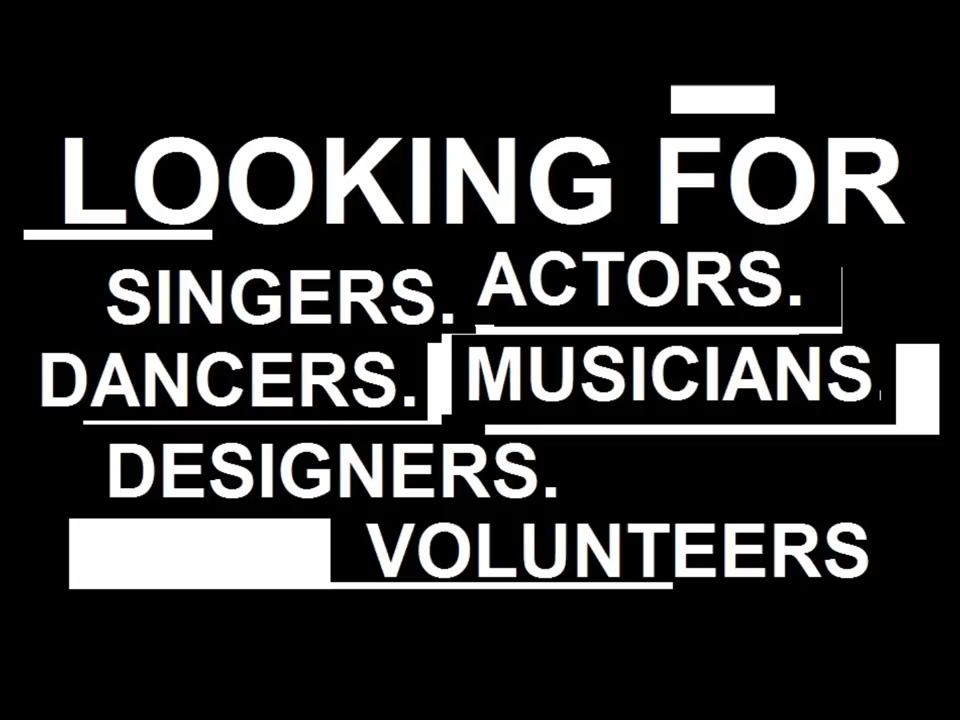 LOOKING FOR
SINGERS. ACTORS.
DANCERS. MUSICIANS.
DESIGNERS.
VOLUNTEERS